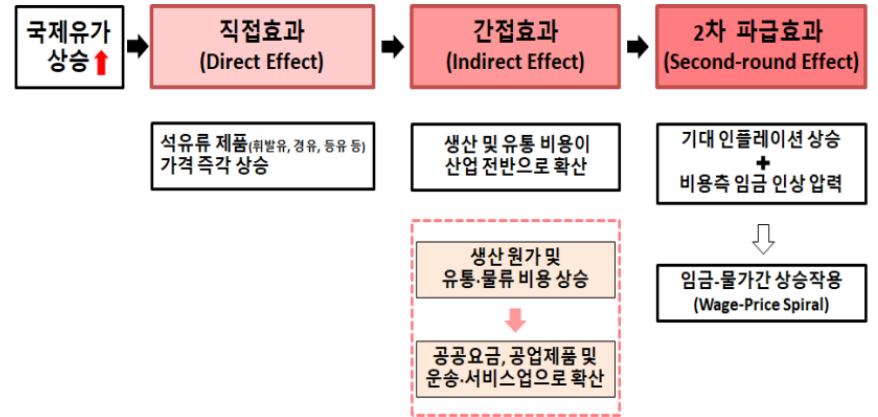 국제유가
상승
직접효과
(Direct Effect)
간접효과
(Indirect Effect)
2차 파급효과
(Second-round Effect)
석유류 제품(휘발유, 경유, 등유 등)
가격 즉각 상승
생산 및 유통 비용이
산업 전반으로 확산
기대 인플레이션 상승
비용측 임금 인상 압력
생산 원가 및
유통·물류 비용 상승
임금-물가간 상승작용
(Wage-Price Spiral)
공공요금, 공업제품 및
운송·서비스업으로 확산